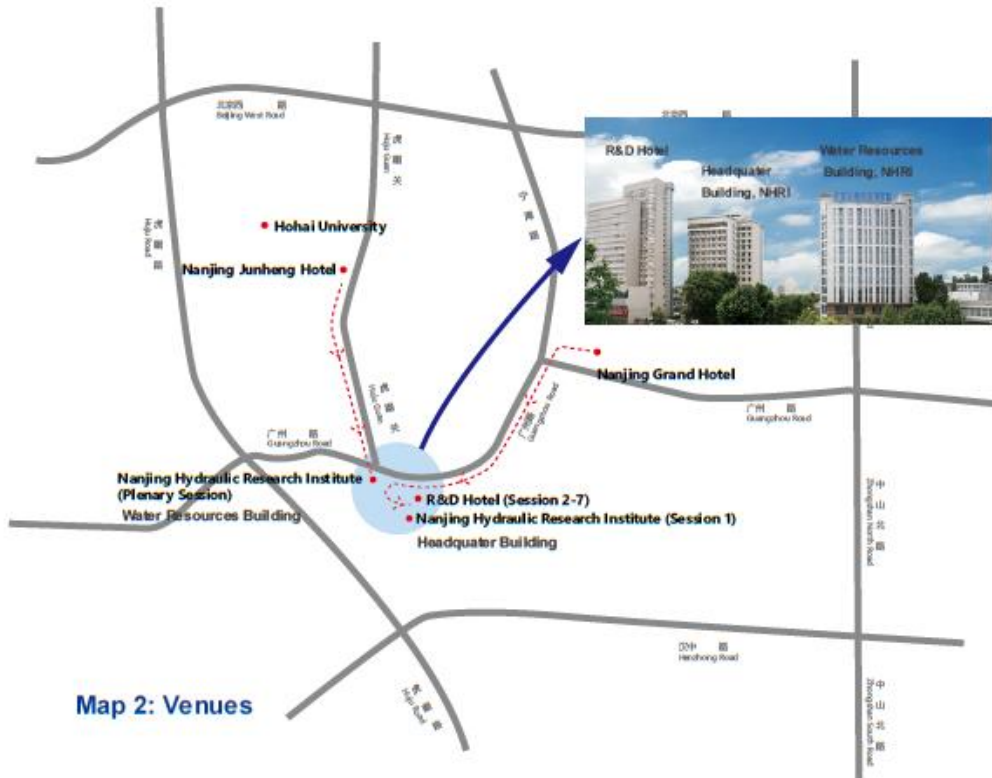 北京西 路
Beijing West Road
虎踞关
Huju Guan
北京西 路
R&D Hotel
Water Resources
Building, NHRI
Headquater
Building, NHRI
虎踞路
Huju Road
Hohai University
Nanjing Junheng Hotel
Nanjing Grand Hotel
虎踞关
Huju Guan
广州路
Guangzhou Road
广州 路
Guangzhou Road
广州 路
Guangzhou Road
Nanjing Hydraulic Research Institute
(Plenary Session)
Water Resources Building
R&D Hotel (Session 2-7)
Nanjing Hydraulic Research Institute (Session 1)
Headquater Building
中山北路
Zhongshan North Road
汉中 路
Hanzhong Road
Map 2: Venues
虎踞路
Huju Road
中山北路
Zhongshan South Road